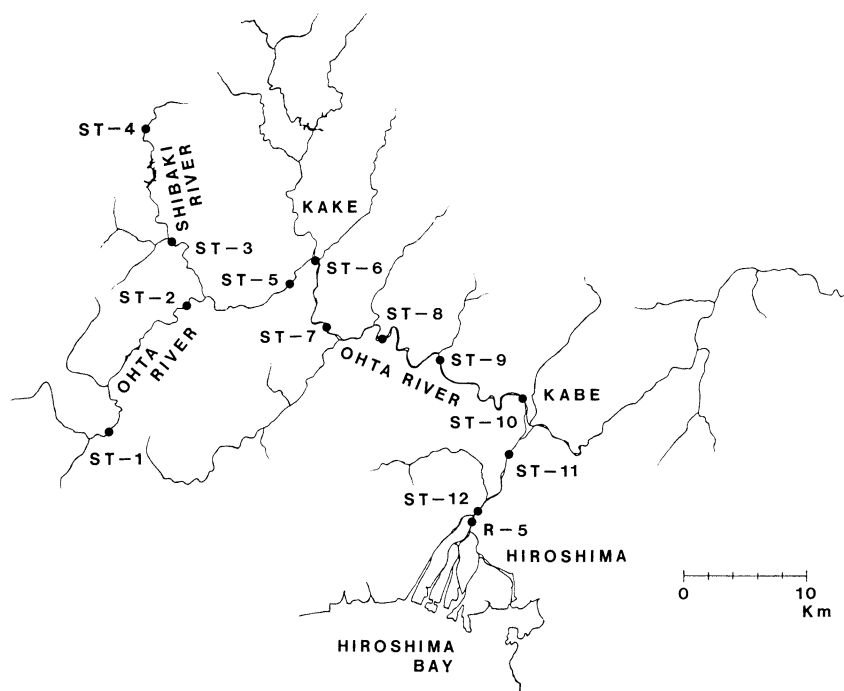 ST-4
SHIBAKI
RIVER
KAKE
ST-3
ST-6
ST-5
ST-2
ST-8
ST-7
OHTA
RIVER
OHTA RIVER
ST-9
KABE
ST-10
ST-1
ST-11
ST-12
R-5
HIROSHIMA
0 10
Km
HIROSHIMA
BAY